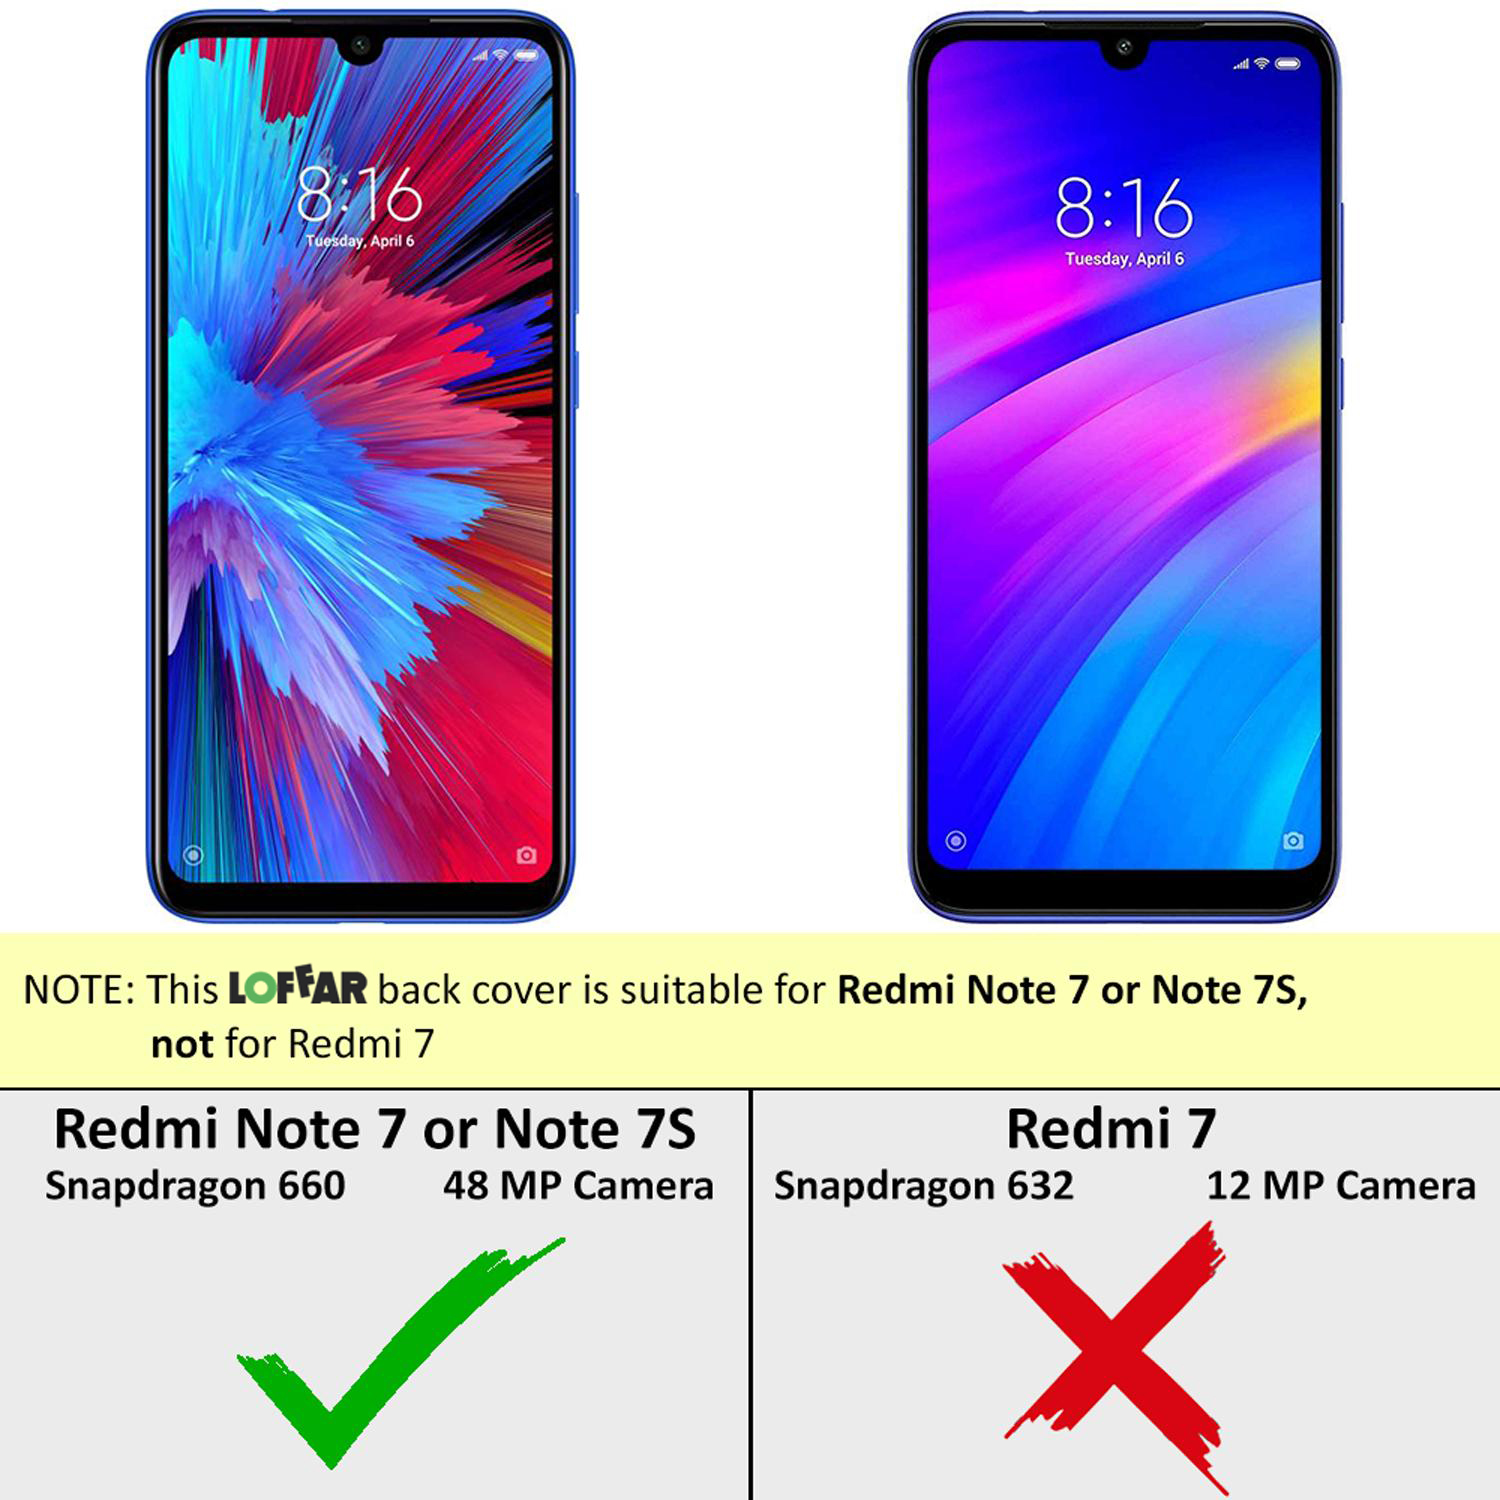 8:16
Tuesday, April 6
8:16
Tuesday, April 6
NOTE: This LOFFAR back cover is suitable for Redmi Note 7 or Note 7S,
not for Redmi 7
Redmi Note 7 or Note 7S
Snapdragon 660 48 MP Camera
Redmi 7
Snapdragon 632 12 MP Camera